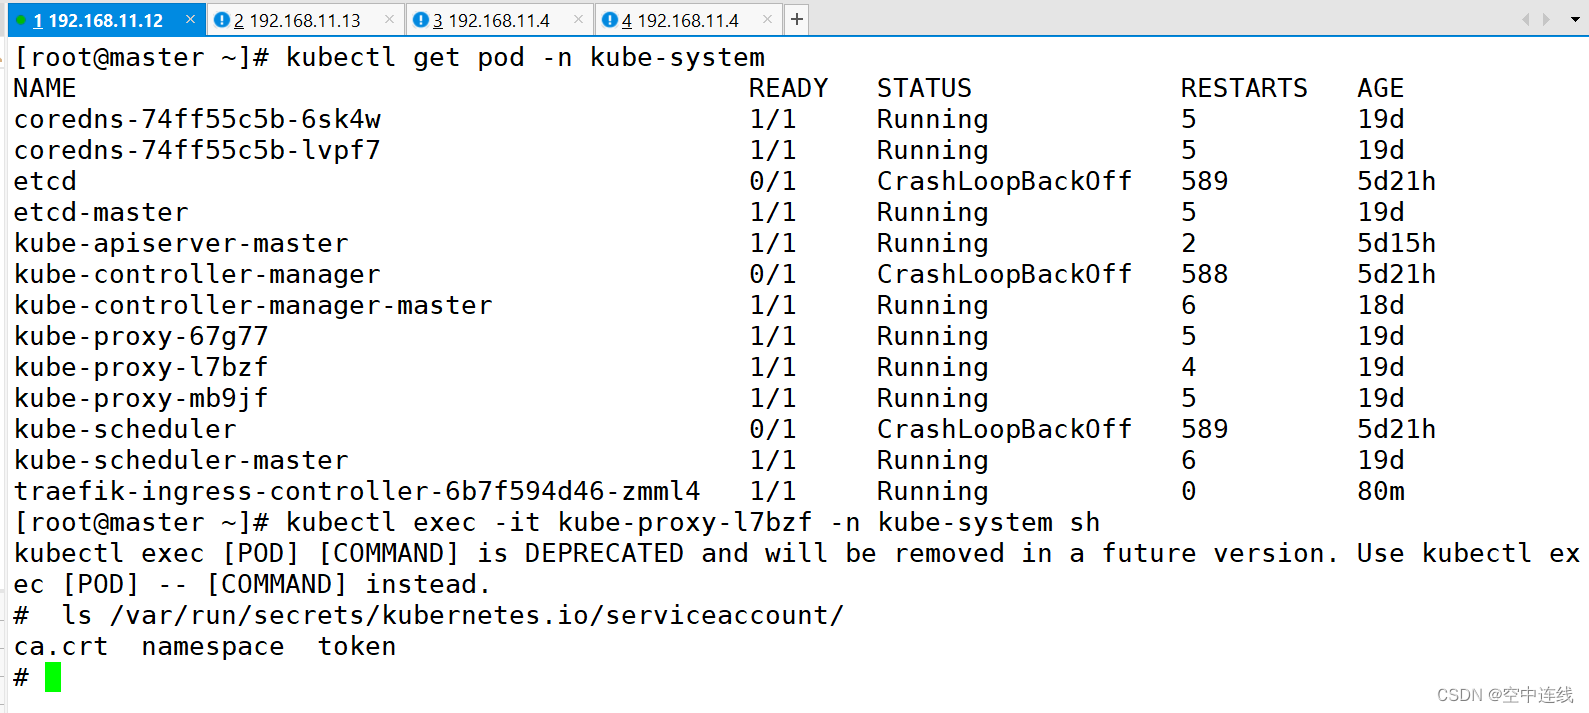 1 192.168.11.12 × 2 192.168.11.13 × 3 192.168.11.4 × 4 192.168.11.4 × +
[root@master ~]# kubectl get pod -n kube-system
NAME READY STATUS RESTARTS AGE
coredns-74ff55c5b-6sk4w 1/1 Running 5 19d
coredns-74ff55c5b-lvpf7 1/1 Running 5 19d
etcd 0/1 CrashLoopBackOff 589 5d21h
etcd-master 1/1 Running 5 19d
kube-apiserver-master 1/1 Running 2 5d15h
kube-controller-manager 0/1 CrashLoopBackOff 588 5d21h
kube-controller-manager-master 1/1 Running 6 18d
kube-proxy-67g77 1/1 Running 5 19d
kube-proxy-l7bzf 1/1 Running 4 19d
kube-proxy-mb9jf 1/1 Running 5 19d
kube-scheduler 0/1 CrashLoopBackOff 589 5d21h
kube-scheduler-master 1/1 Running 6 19d
traefik-ingress-controller-6b7f594d46-zmml4 1/1 Running 0 80m
[root@master ~]# kubectl exec -it kube-proxy-l7bzf -n kube-system sh
kubectl exec [POD] [COMMAND] is DEPRECATED and will be removed in a future version. Use kubectl ex
ec [POD] -- [COMMAND] instead.
#  ls /var/run/secrets/kubernetes.io/serviceaccount/
ca.crt  namespace  token
#
CSDN @空中连线